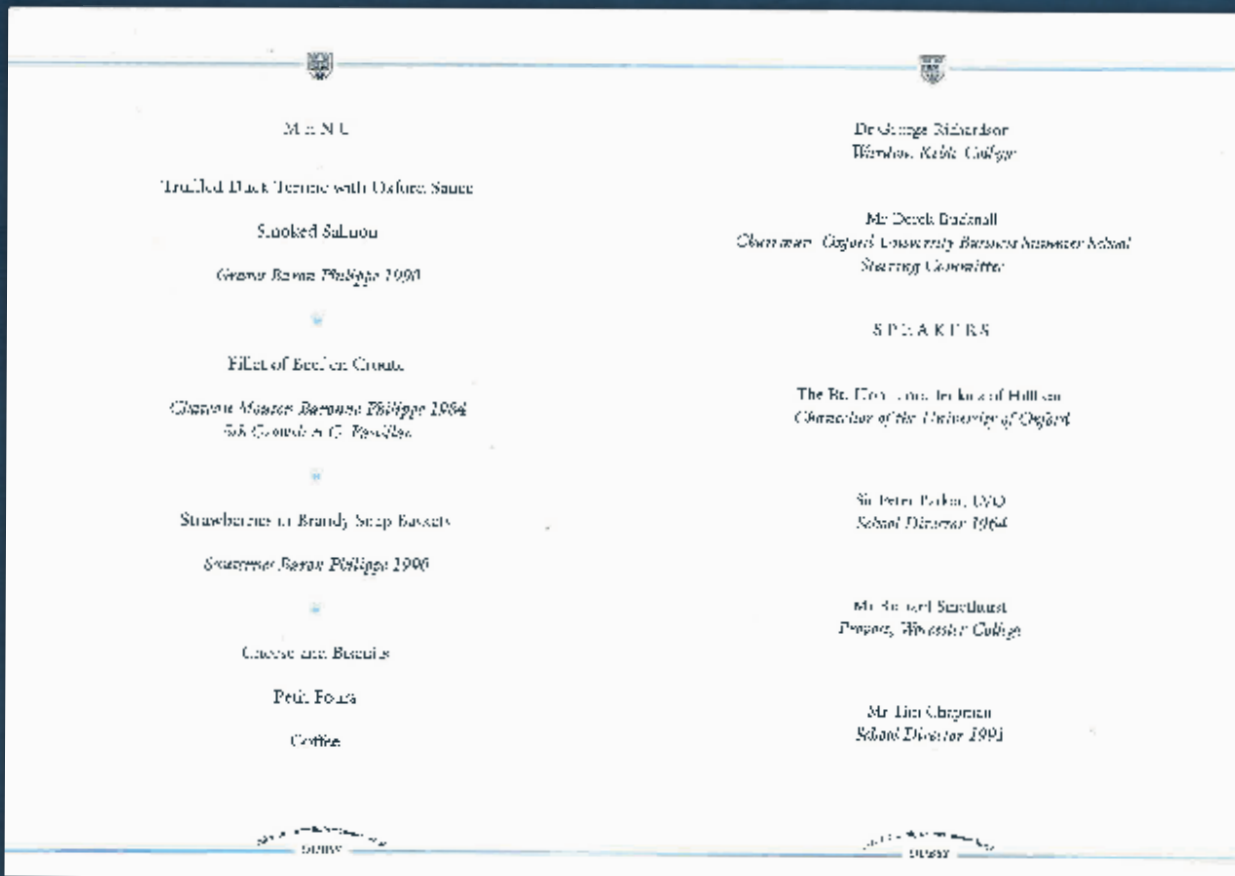 MENU
Truffled Duck Terrine with Oxford Sauce
Smoked Salmon
Graves Baron Philippe 1990
Fillet of Beef en Croute
Chateau Mouton Baronne Philippe 1984
5th Growth A.C. Pauillac
Strawberries in Brandy Snap Baskets
Sauternes Baron Philippe 1990
Cheese and Biscuits
Petit Fours
Coffee
Dr George Richardson
Warden, Keble College
Mr Derek Bucknall
Chairman Oxford University Business Summer School
Steering Committee
SPEAKERS
The Rt. Hon. Lord Jenkins of Hillhead
Chancellor of the University of Oxford
Sir Peter Parker, LVO
School Director 1964
Mr Richard Smethurst
Provost, Worcester College
Mr Tim Chapman
School Director 1991